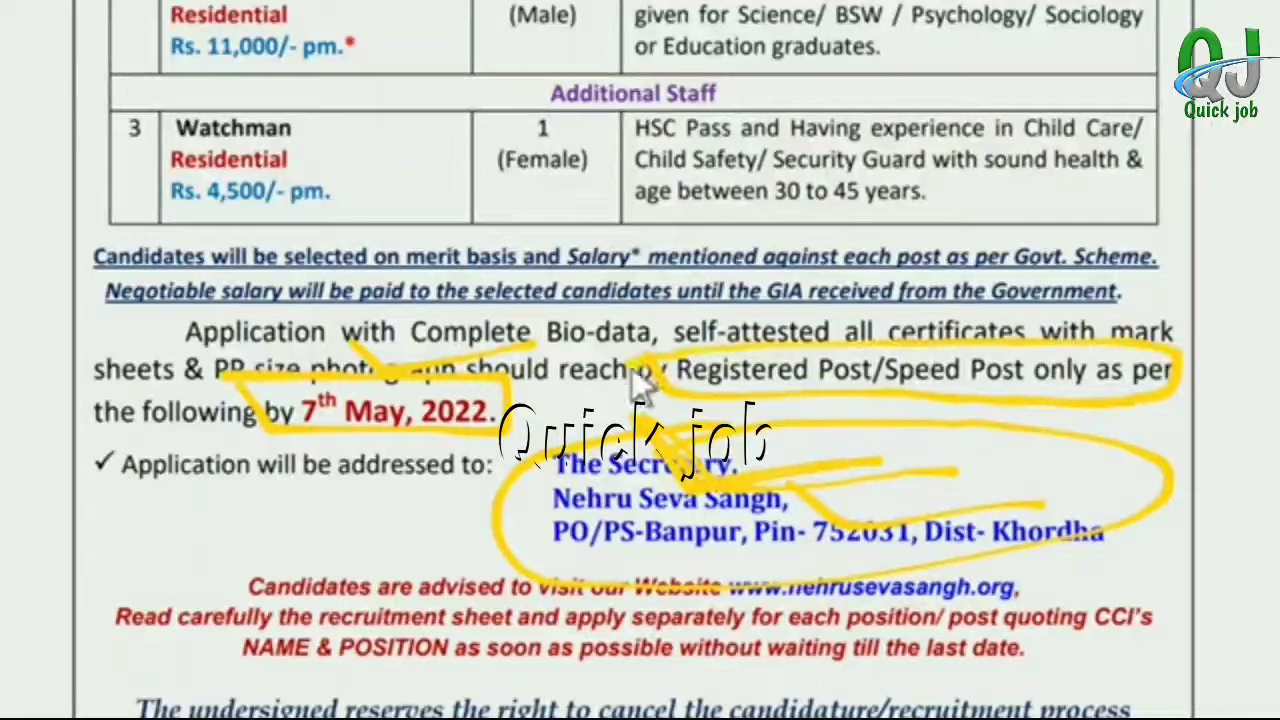 Residential
(Male)
given for Science/ BSW / Psychology/ Sociology
Rs. 11,000/- pm.*
or Education graduates.
QJ
Quick job
Additional Staff
3
Watchman
1
HSC Pass and Having experience in Child Care/
Residential
(Female)
Child Safety/ Security Guard with sound health &
Rs. 4,500/- pm.
age between 30 to 45 years.
Candidates will be selected on merit basis and Salary* mentioned against each post as per Govt. Scheme.
Negotiable salary will be paid to the selected candidates until the GIA received from the Government.
Application with Complete Bio-data, self-attested all certificates with mark
sheets & PP size photograph should reach by Registered Post/Speed Post only as per
the following by 7th May, 2022.
Quick job
✓ Application will be addressed to: The Secretary.
Nehru Seva Sangh,
PO/PS-Banpur, Pin- 752031, Dist- Khordha
Candidates are advised to visit our Website www.nehrusevasangh.org,
Read carefully the recruitment sheet and apply separately for each position/ post quoting CCI's
NAME & POSITION as soon as possible without waiting till the last date.
The undersigned reserves the right to cancel the candidature/recruitment process